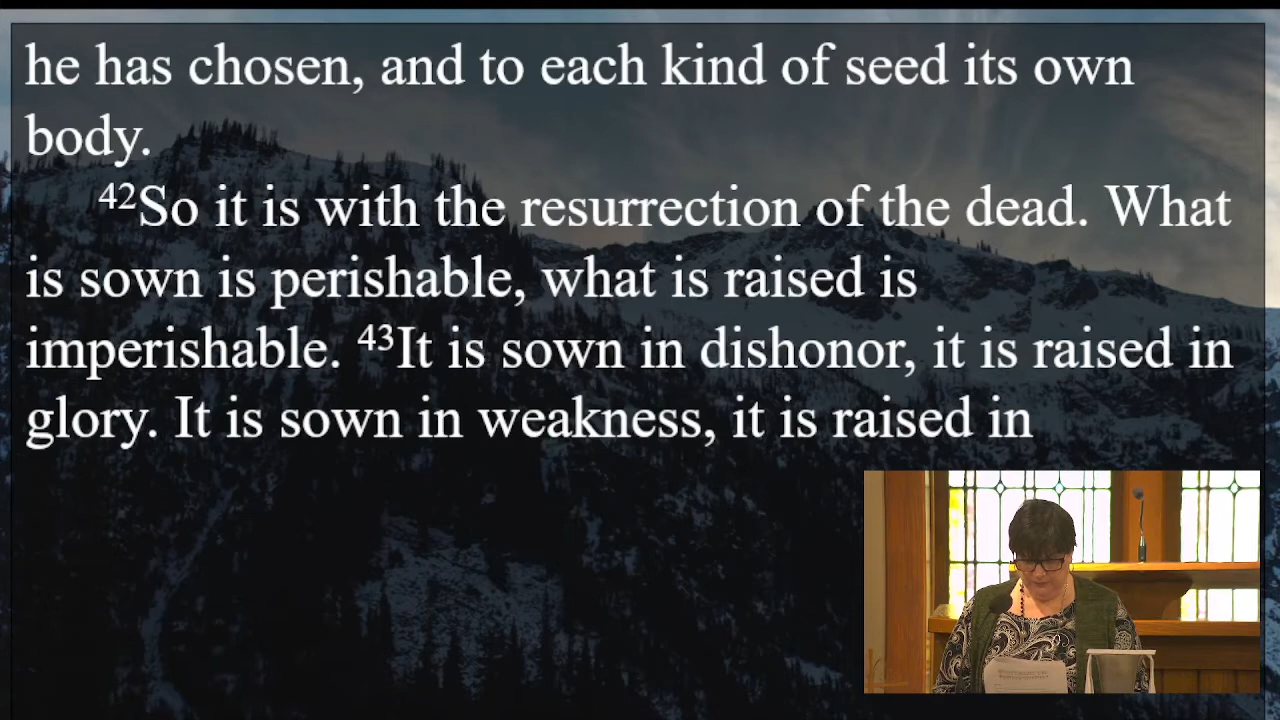 he has chosen, and to each kind of seed its own
body.
⁴²So it is with the resurrection of the dead. What
is sown is perishable, what is raised is
imperishable. ⁴³It is sown in dishonor, it is raised in
glory. It is sown in weakness, it is raised in